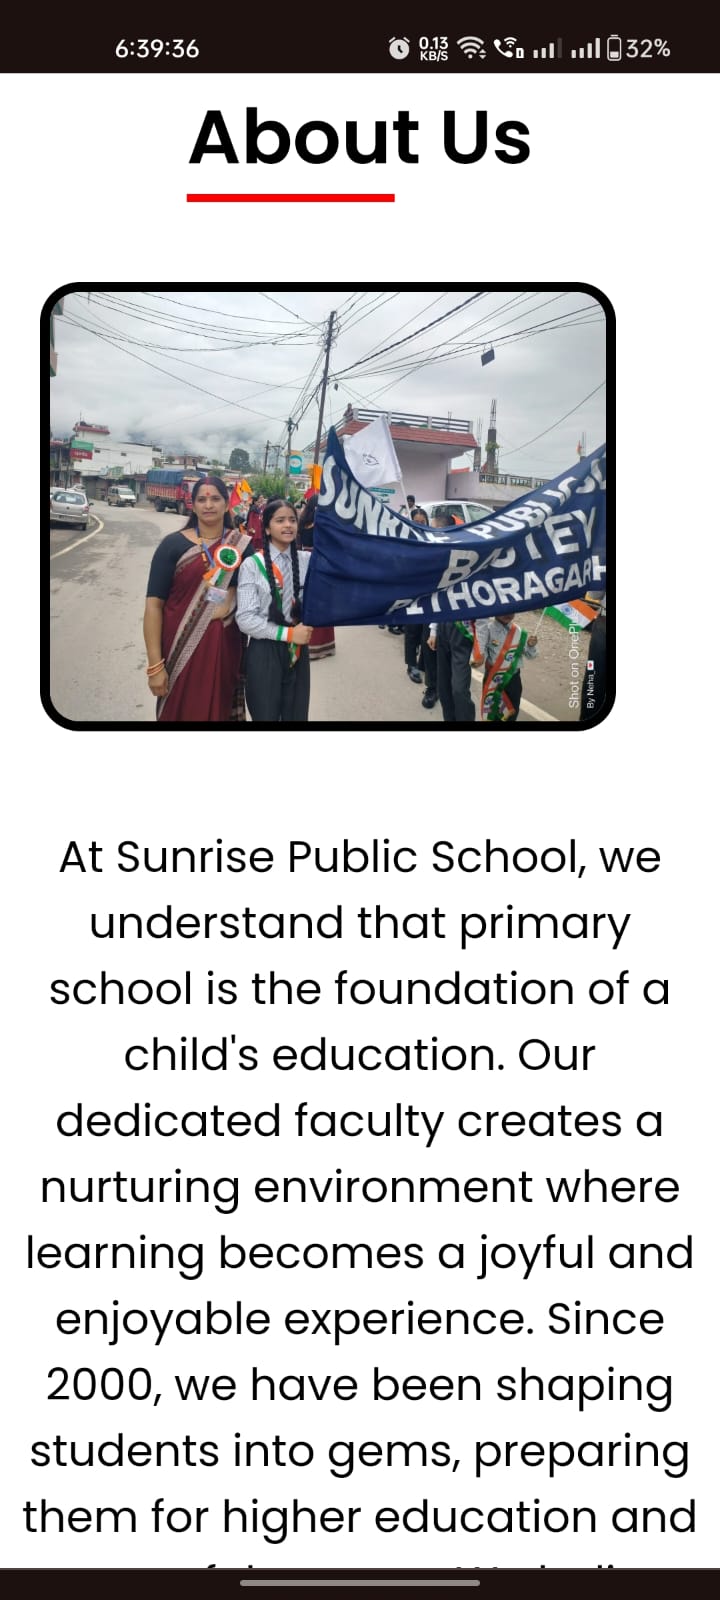 6:39:36
0.13
KB/S
32%
About Us
SUNRISE PUBLIC
PITHORAGARH
Shot on OnePl
By Neha
At Sunrise Public School, we
understand that primary
school is the foundation of a
child's education. Our
dedicated faculty creates a
nurturing environment where
learning becomes a joyful and
enjoyable experience. Since
2000, we have been shaping
students into gems, preparing
them for higher education and